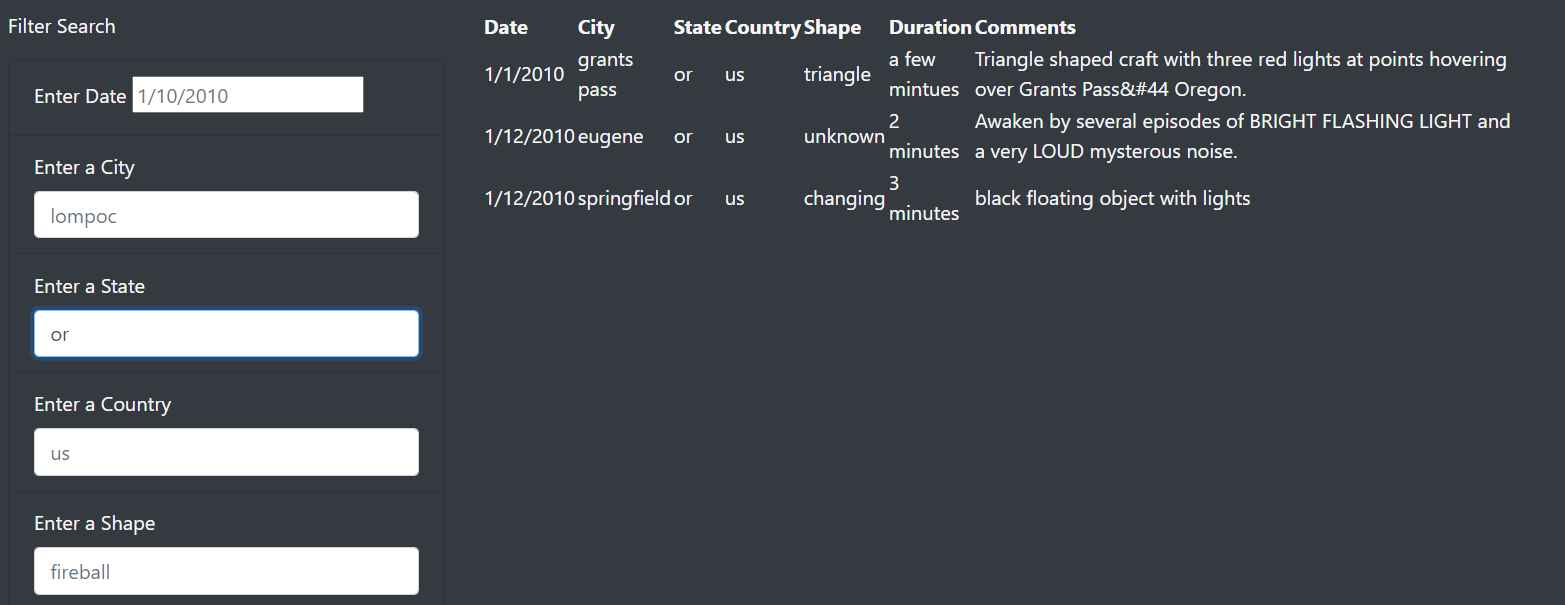 Filter Search
Enter Date 1/10/2010
Enter a City
lompoc
Enter a State
or
Enter a Country
us
Enter a Shape
fireball
Date City State Country Shape Duration Comments
1/1/2010 grants pass or us triangle a few mintues Triangle shaped craft with three red lights at points hovering
over Grants Pass&#44 Oregon.
1/12/2010 eugene or us unknown 2 minutes Awaken by several episodes of BRIGHT FLASHING LIGHT and
a very LOUD mysterous noise.
1/12/2010 springfield or us changing 3 minutes black floating object with lights